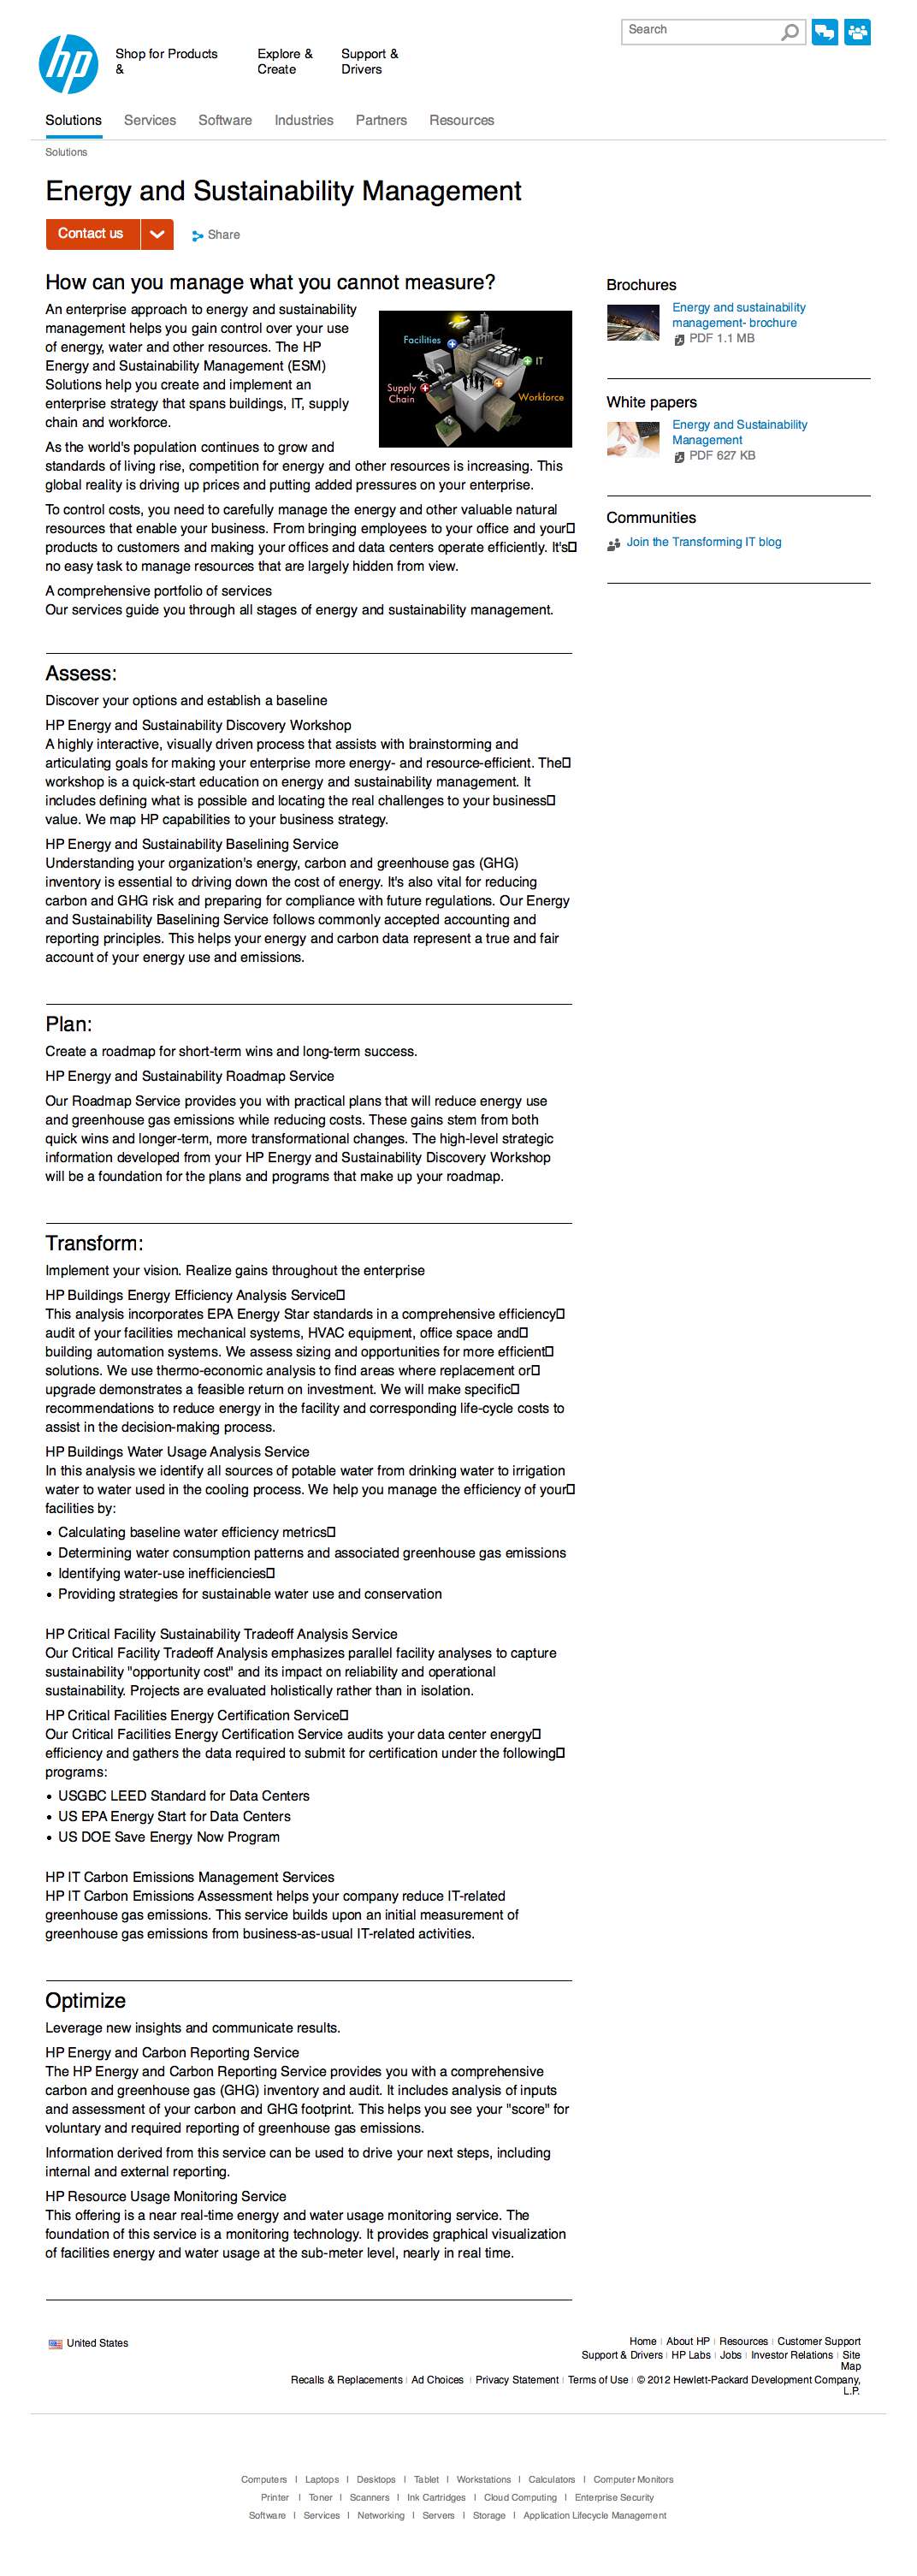 Search
hp
Shop for Products
&
Explore &
Create
Support &
Drivers
Solutions
Services
Software
Industries
Partners
Resources
Solutions
Energy and Sustainability Management
Contact us
Share
How can you manage what you cannot measure?
An enterprise approach to energy and sustainability
management helps you gain control over your use
of energy, water and other resources. The HP
Energy and Sustainability Management (ESM)
Solutions help you create and implement an
enterprise strategy that spans buildings, IT, supply
chain and workforce.
Facilities
IT
Supply
Chain
Workforce
As the world's population continues to grow and
standards of living rise, competition for energy and other resources is increasing. This
global reality is driving up prices and putting added pressures on your enterprise.
To control costs, you need to carefully manage the energy and other valuable natural
resources that enable your business. From bringing employees to your office and your
products to customers and making your offices and data centers operate efficiently. It's
no easy task to manage resources that are largely hidden from view.
A comprehensive portfolio of services
Our services guide you through all stages of energy and sustainability management.
Brochures
Energy and sustainability
management- brochure
PDF 1.1 MB
White papers
Energy and Sustainability
Management
PDF 627 KB
Communities
Join the Transforming IT blog
Assess:
Discover your options and establish a baseline
HP Energy and Sustainability Discovery Workshop
A highly interactive, visually driven process that assists with brainstorming and
articulating goals for making your enterprise more energy- and resource-efficient. The
workshop is a quick-start education on energy and sustainability management. It
includes defining what is possible and locating the real challenges to your business
value. We map HP capabilities to your business strategy.
HP Energy and Sustainability Baselining Service
Understanding your organization's energy, carbon and greenhouse gas (GHG)
inventory is essential to driving down the cost of energy. It's also vital for reducing
carbon and GHG risk and preparing for compliance with future regulations. Our Energy
and Sustainability Baselining Service follows commonly accepted accounting and
reporting principles. This helps your energy and carbon data represent a true and fair
account of your energy use and emissions.
Plan:
Create a roadmap for short-term wins and long-term success.
HP Energy and Sustainability Roadmap Service
Our Roadmap Service provides you with practical plans that will reduce energy use
and greenhouse gas emissions while reducing costs. These gains stem from both
quick wins and longer-term, more transformational changes. The high-level strategic
information developed from your HP Energy and Sustainability Discovery Workshop
will be a foundation for the plans and programs that make up your roadmap.
Transform:
Implement your vision. Realize gains throughout the enterprise
HP Buildings Energy Efficiency Analysis Service
This analysis incorporates EPA Energy Star standards in a comprehensive efficiency
audit of your facilities mechanical systems, HVAC equipment, office space and
building automation systems. We assess sizing and opportunities for more efficient
solutions. We use thermo-economic analysis to find areas where replacement or
upgrade demonstrates a feasible return on investment. We will make specific
recommendations to reduce energy in the facility and corresponding life-cycle costs to
assist in the decision-making process.
HP Buildings Water Usage Analysis Service
In this analysis we identify all sources of potable water from drinking water to irrigation
water to water used in the cooling process. We help you manage the efficiency of your
facilities by:
• Calculating baseline water efficiency metrics
• Determining water consumption patterns and associated greenhouse gas emissions
• Identifying water-use inefficiencies
• Providing strategies for sustainable water use and conservation
HP Critical Facility Sustainability Tradeoff Analysis Service
Our Critical Facility Tradeoff Analysis emphasizes parallel facility analyses to capture
sustainability "opportunity cost" and its impact on reliability and operational
sustainability. Projects are evaluated holistically rather than in isolation.
HP Critical Facilities Energy Certification Service
Our Critical Facilities Energy Certification Service audits your data center energy
efficiency and gathers the data required to submit for certification under the following
programs:
• USGBC LEED Standard for Data Centers
• US EPA Energy Start for Data Centers
• US DOE Save Energy Now Program
HP IT Carbon Emissions Management Services
HP IT Carbon Emissions Assessment helps your company reduce IT-related
greenhouse gas emissions. This service builds upon an initial measurement of
greenhouse gas emissions from business-as-usual IT-related activities.
Optimize
Leverage new insights and communicate results.
HP Energy and Carbon Reporting Service
The HP Energy and Carbon Reporting Service provides you with a comprehensive
carbon and greenhouse gas (GHG) inventory and audit. It includes analysis of inputs
and assessment of your carbon and GHG footprint. This helps you see your "score" for
voluntary and required reporting of greenhouse gas emissions.
Information derived from this service can be used to drive your next steps, including
internal and external reporting.
HP Resource Usage Monitoring Service
This offering is a near real-time energy and water usage monitoring service. The
foundation of this service is a monitoring technology. It provides graphical visualization
of facilities energy and water usage at the sub-meter level, nearly in real time.
United States
Home | About HP | Resources | Customer Support
Support & Drivers | HP Labs | Jobs | Investor Relations | Site
Map
Recalls & Replacements | Ad Choices | Privacy Statement | Terms of Use | © 2012 Hewlett-Packard Development Company,
L.P.
Computers | Laptops | Desktops | Tablet | Workstations | Calculators | Computer Monitors
Printer | Toner | Scanners | Ink Cartridges | Cloud Computing | Enterprise Security
Software | Services | Networking | Servers | Storage | Application Lifecycle Management